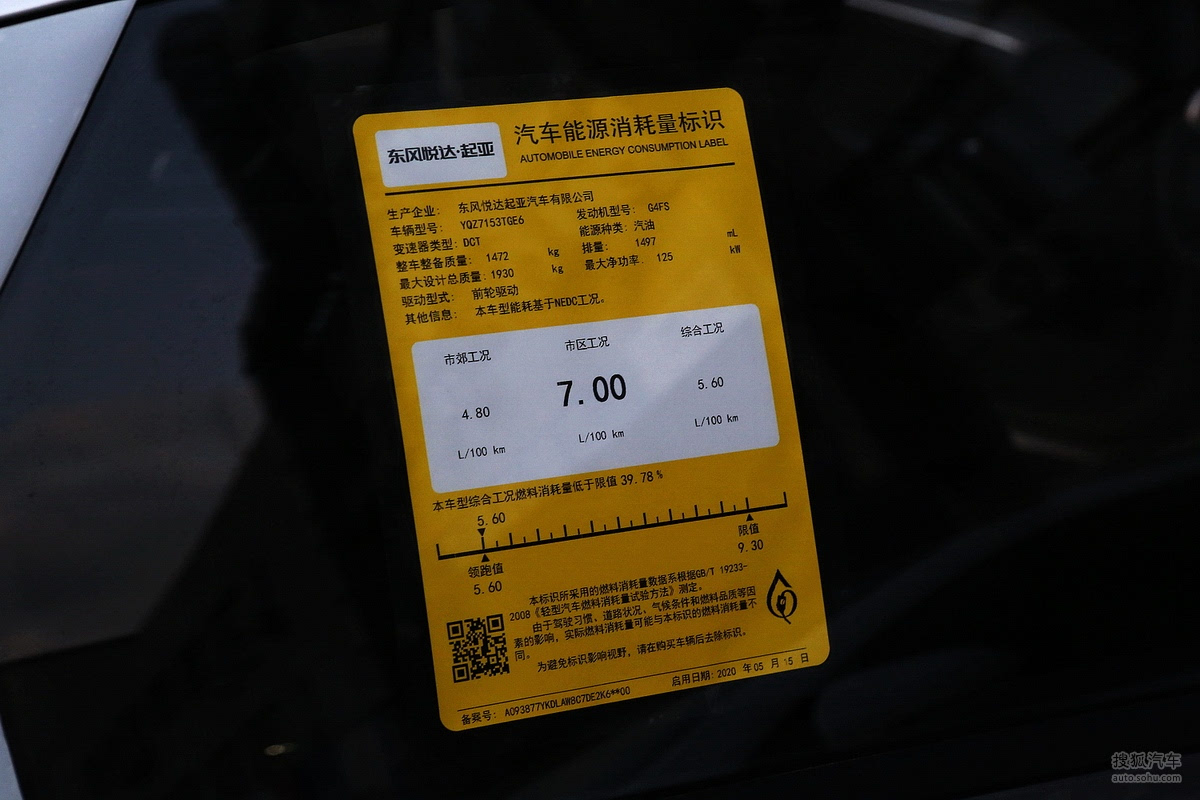 东风悦达·起亚
汽车能源消耗量标识
AUTOMOBILE ENERGY CONSUMPTION LABEL
生产企业: 东风悦达起亚汽车有限公司
车辆型号: YQZ7153TGE6 发动机型号: G4FS
变速器类型: DCT 能源种类: 汽油
整车整备质量: 1472 kg 排量: 1497 mL
最大设计总质量: 1930 kg 最大净功率: 125 kW
驱动型式: 前轮驱动
其他信息: 本车型能耗基于NEDC工况。
市郊工况 市区工况 综合工况
4.80 7.00 5.60
L/100 km L/100 km L/100 km
本车型综合工况燃料消耗量低于限值 39.78 %
5.60
领跑值 限值
5.60 9.30
本标识所采用的燃料消耗量数据系根据GB/T 19233-
2008《轻型汽车燃料消耗量试验方法》测定。
由于驾驶习惯、道路状况、气候条件和燃料品质等因
素的影响,实际燃料消耗量可能与本标识的燃料消耗量不
同。
为避免标识影响视野,请在购买车辆后去除标识。
备案号: A093877YKDLAW8C7DE2K6**00 启用日期: 2020 年 05 月 15 日
搜狐汽车
auto.sohu.com